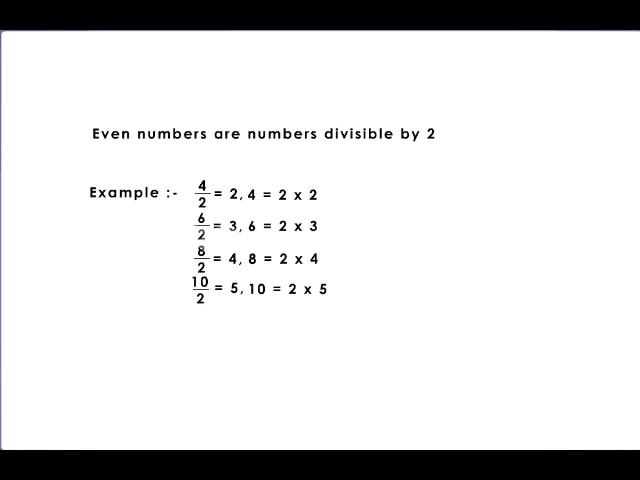 Even numbers are numbers divisible by 2
Example :- 4/2 = 2, 4 = 2 x 2
6/2 = 3, 6 = 2 x 3
8/2 = 4, 8 = 2 x 4
10/2 = 5, 10 = 2 x 5